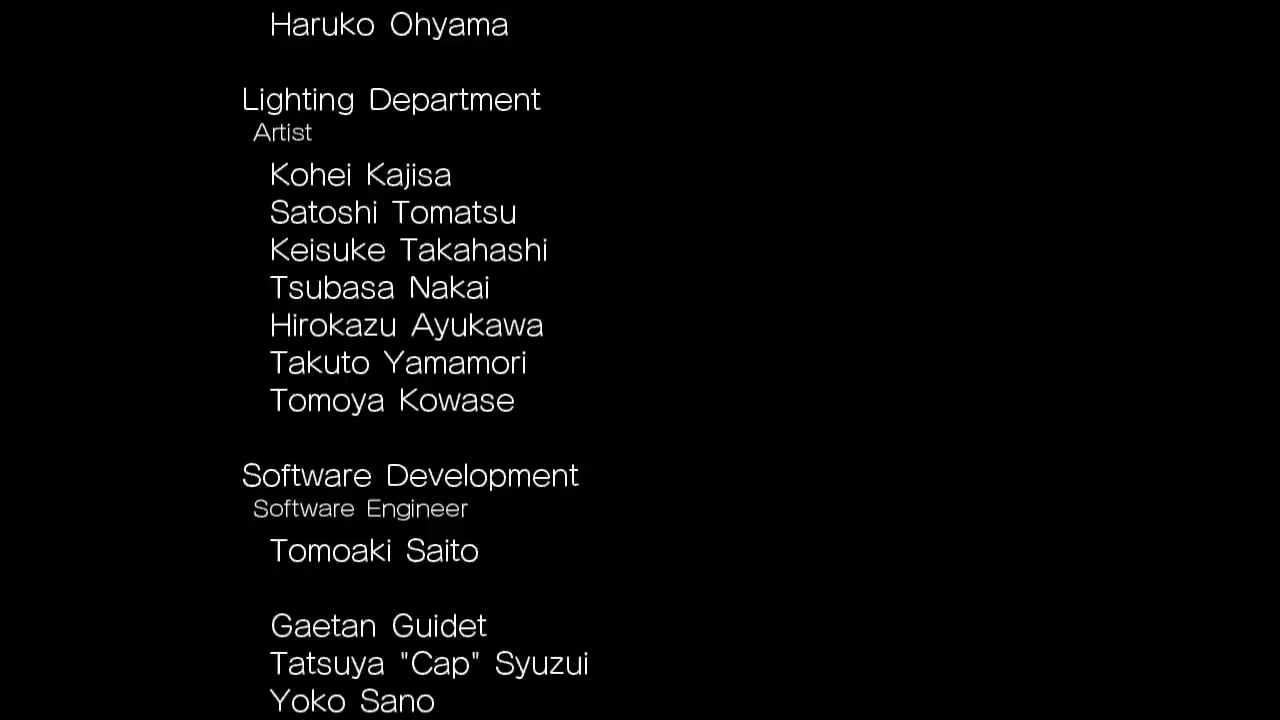 Haruko Ohyama
Lighting Department
Artist
Kohei Kajisa
Satoshi Tomatsu
Keisuke Takahashi
Tsubasa Nakai
Hirokazu Ayukawa
Takuto Yamamori
Tomoya Kowase
Software Development
Software Engineer
Tomoaki Saito
Gaetan Guidet
Tatsuya "Cap" Syuzui
Yoko Sano